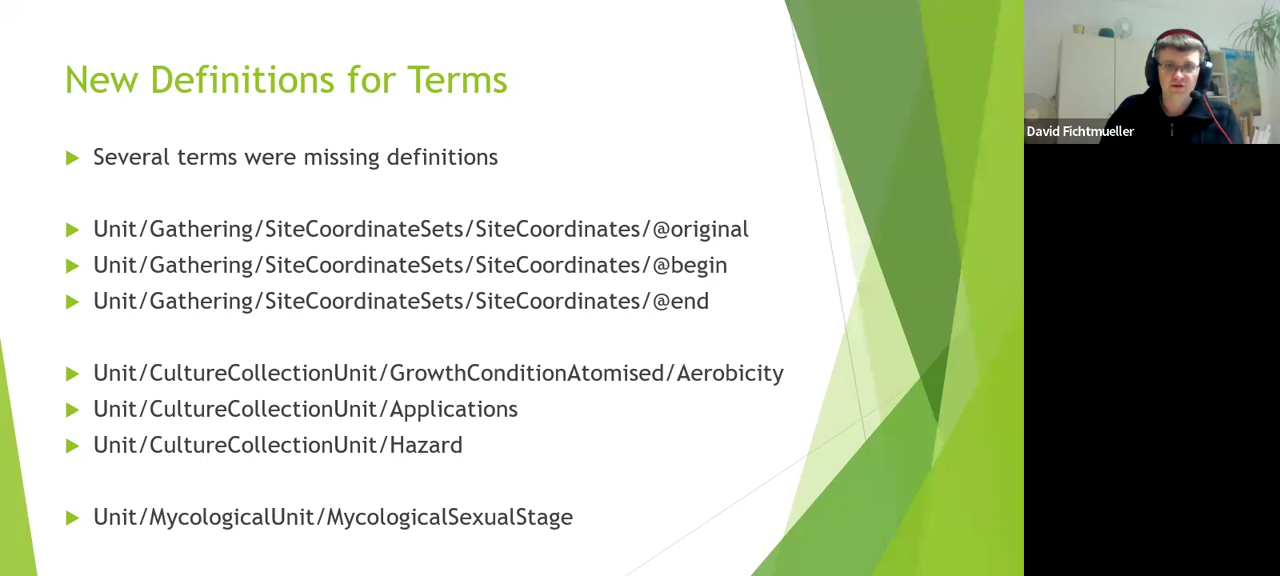 New Definitions for Terms
Several terms were missing definitions
Unit/Gathering/SiteCoordinateSets/SiteCoordinates/@original
Unit/Gathering/SiteCoordinateSets/SiteCoordinates/@begin
Unit/Gathering/SiteCoordinateSets/SiteCoordinates/@end
Unit/CultureCollectionUnit/GrowthConditionAtomised/Aerobicity
Unit/CultureCollectionUnit/Applications
Unit/CultureCollectionUnit/Hazard
Unit/MycologicalUnit/MycologicalSexualStage
David Fichtmueller